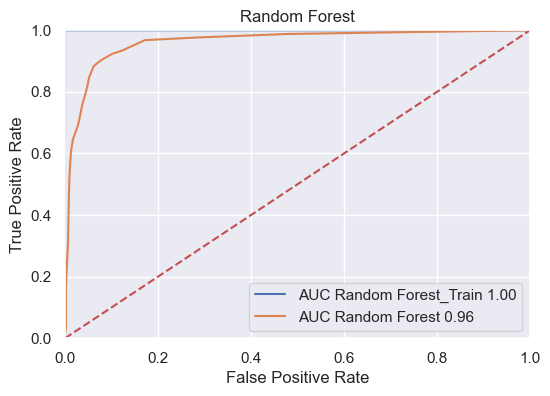 Random Forest
True Positive Rate
1.0
0.8
0.6
0.4
0.2
0.0
AUC Random Forest_Train 1.00
AUC Random Forest 0.96
0.0 0.2 0.4 0.6 0.8 1.0
False Positive Rate